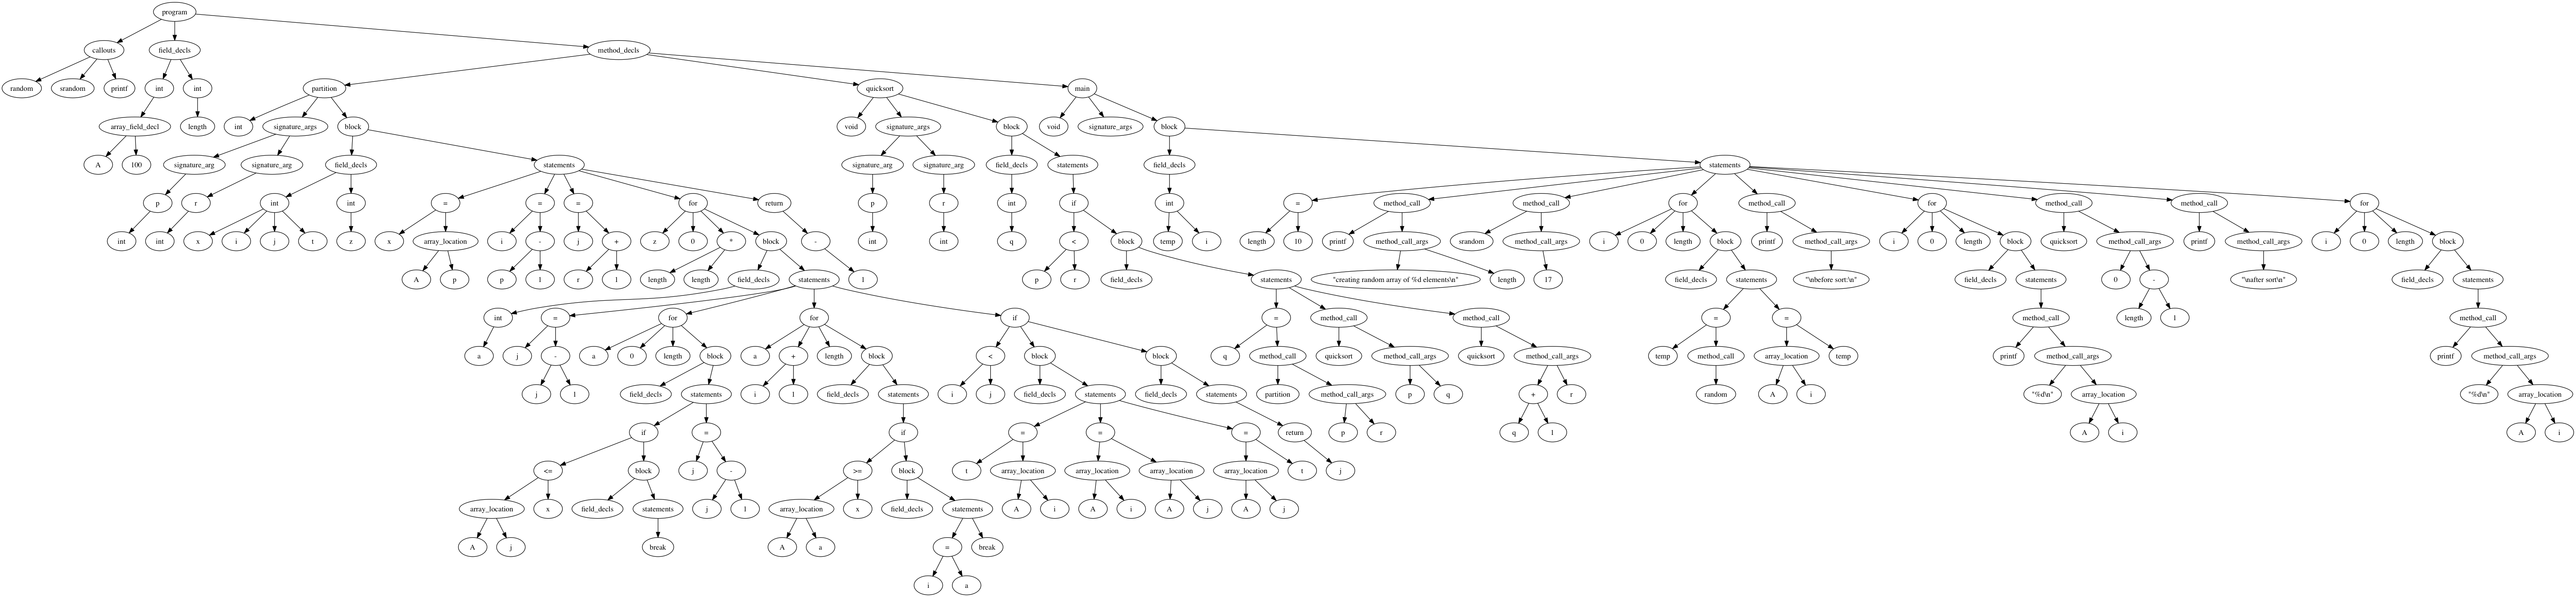 program
callouts field_decls method_decls
random srandom printf int int partition quicksort main
array_field_decl length int signature_args block void signature_args block void signature_args block
A 100 signature_arg signature_arg field_decls statements signature_arg signature_arg field_decls statements field_decls statements
p r int int = = = for return p r int if int = method_call method_call for method_call for method_call method_call for
int int x i j t z x array_location i - j + z 0 * block - int int q < block temp i length 10 printf method_call_args srandom method_call_args i 0 length block printf method_call_args i 0 length block quicksort method_call_args printf method_call_args i 0 length block
A p p 1 r 1 length length field_decls statements 1 p r field_decls statements "creating random array of %d elements\n" length 17 field_decls statements "\nbefore sort:\n" field_decls statements 0 - "\nafter sort\n" field_decls statements
int = for for if = method_call method_call = = method_call length 1 method_call
a j - a 0 length block a + length block < block block q method_call quicksort method_call_args quicksort method_call_args temp method_call array_location temp printf method_call_args printf method_call_args
j 1 field_decls statements i 1 field_decls statements i j field_decls statements field_decls statements partition method_call_args p q + r random A i "%d\n" array_location "%d\n" array_location
if = if = = = return p r q 1 A i A i
<= block j - >= block t array_location array_location array_location array_location t j
array_location x field_decls statements j 1 array_location x field_decls statements A i A i A j A j
A j break A a = break
i a